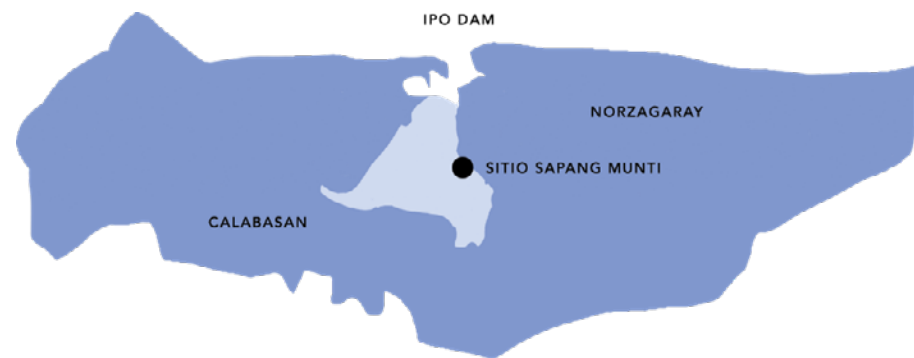 IPO DAM
NORZAGARAY
SITIO SAPANG MUNTI
CALABASAN